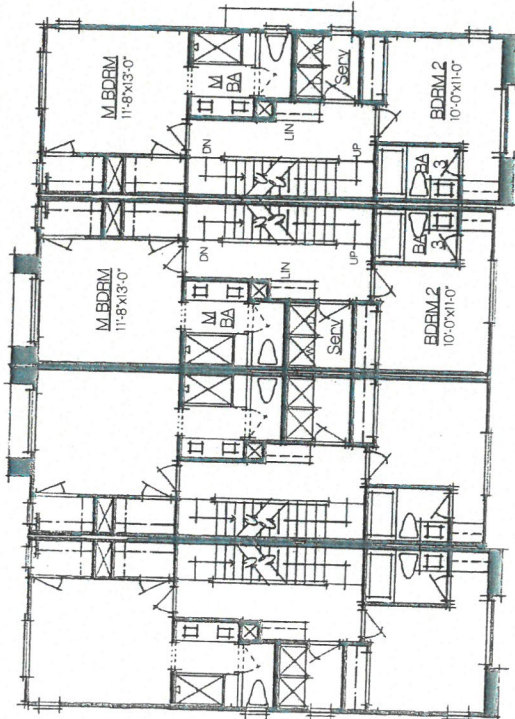 M BDRM
11'-8"x13'-0"
M
BA
DN
LIN
UP
Serv
BDRM 2
10'-0"x11-0"
BA
3
M BDRM
11'-8"x13'-0"
M
BA
DN
LIN
UP
Serv
BDRM 2
10'-0"x11-0"
BA
3